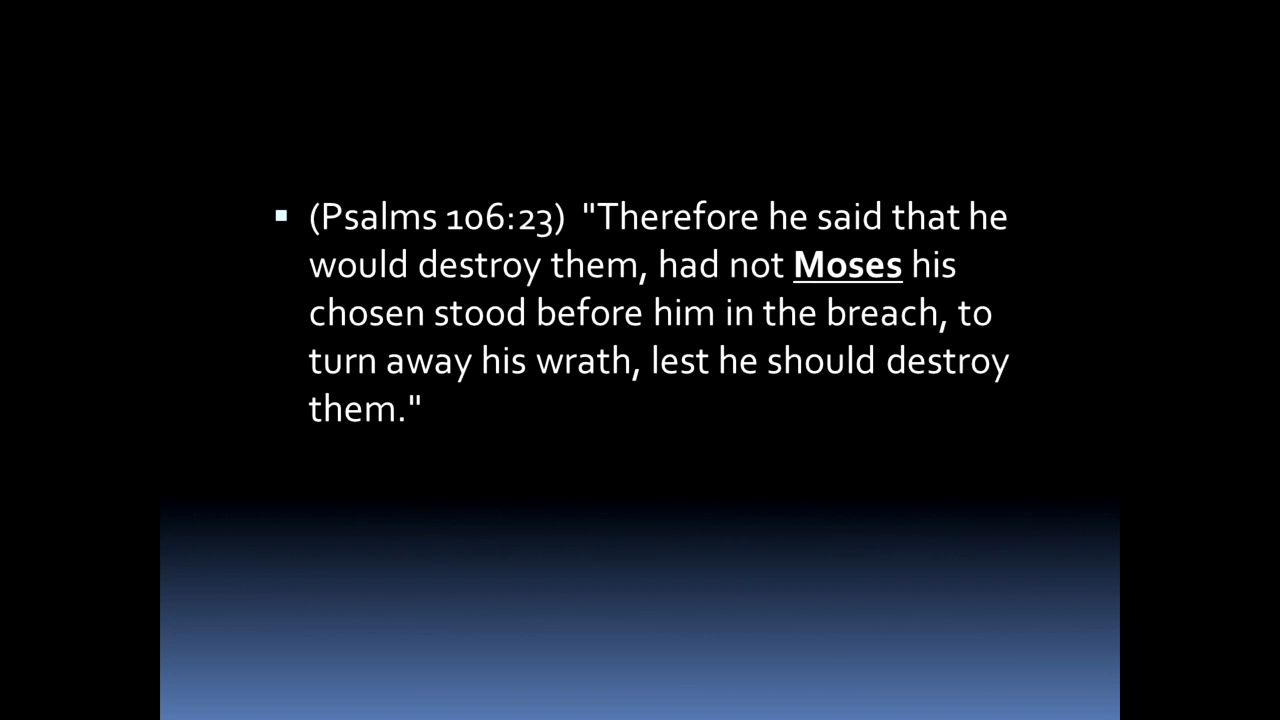 ▪ (Psalms 106:23)  "Therefore he said that he
would destroy them, had not Moses his
chosen stood before him in the breach, to
turn away his wrath, lest he should destroy
them."